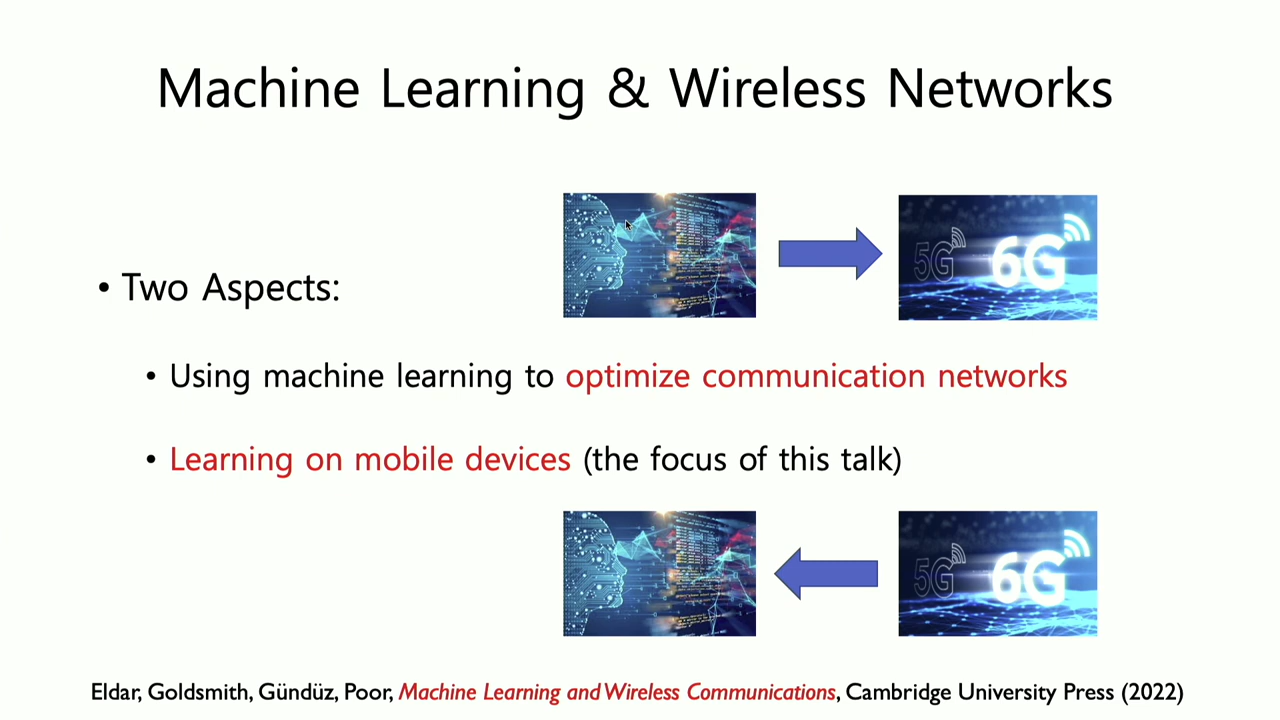 Machine Learning & Wireless Networks
5G 6G
• Two Aspects:
• Using machine learning to optimize communication networks
• Learning on mobile devices (the focus of this talk)
5G 6G
Eldar, Goldsmith, Gündüz, Poor, Machine Learning and Wireless Communications, Cambridge University Press (2022)